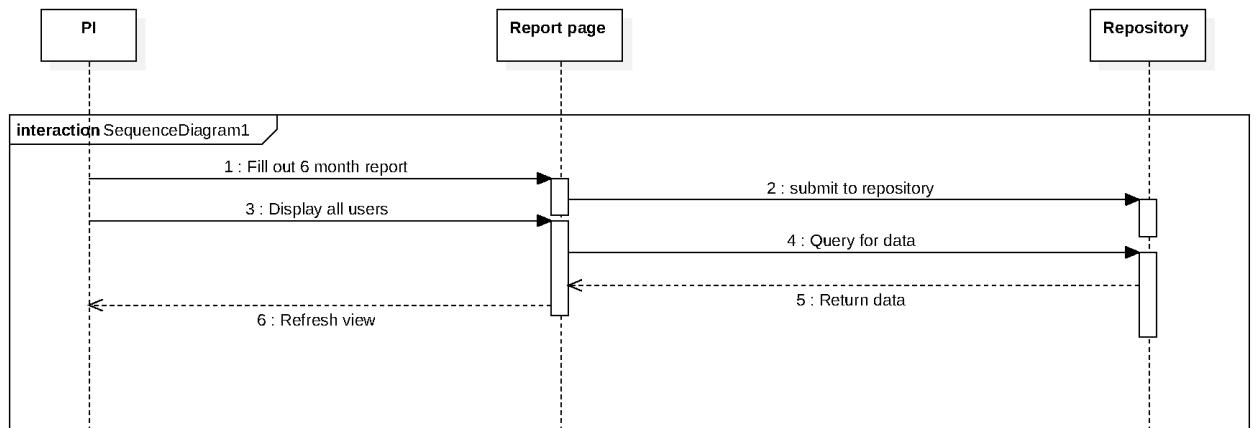 PI
Report page
Repository
interaction SequenceDiagram1
1 : Fill out 6 month report
2 : submit to repository
3 : Display all users
4 : Query for data
5 : Return data
6 : Refresh view